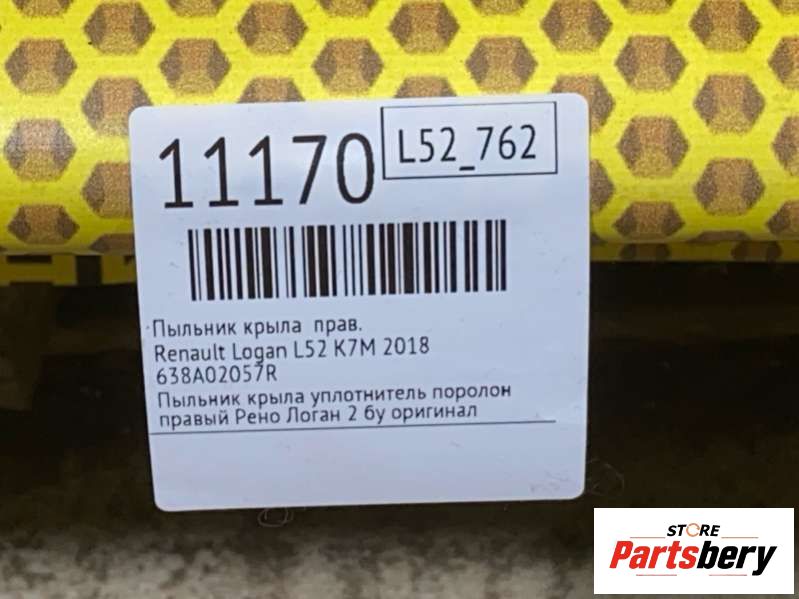 11170
L52_762
Пыльник крыла прав.
Renault Logan L52 K7M 2018
638A02057R
Пыльник крыла уплотнитель поролон
правый Рено Логан 2 бу оригинал
STORE
Partsbery